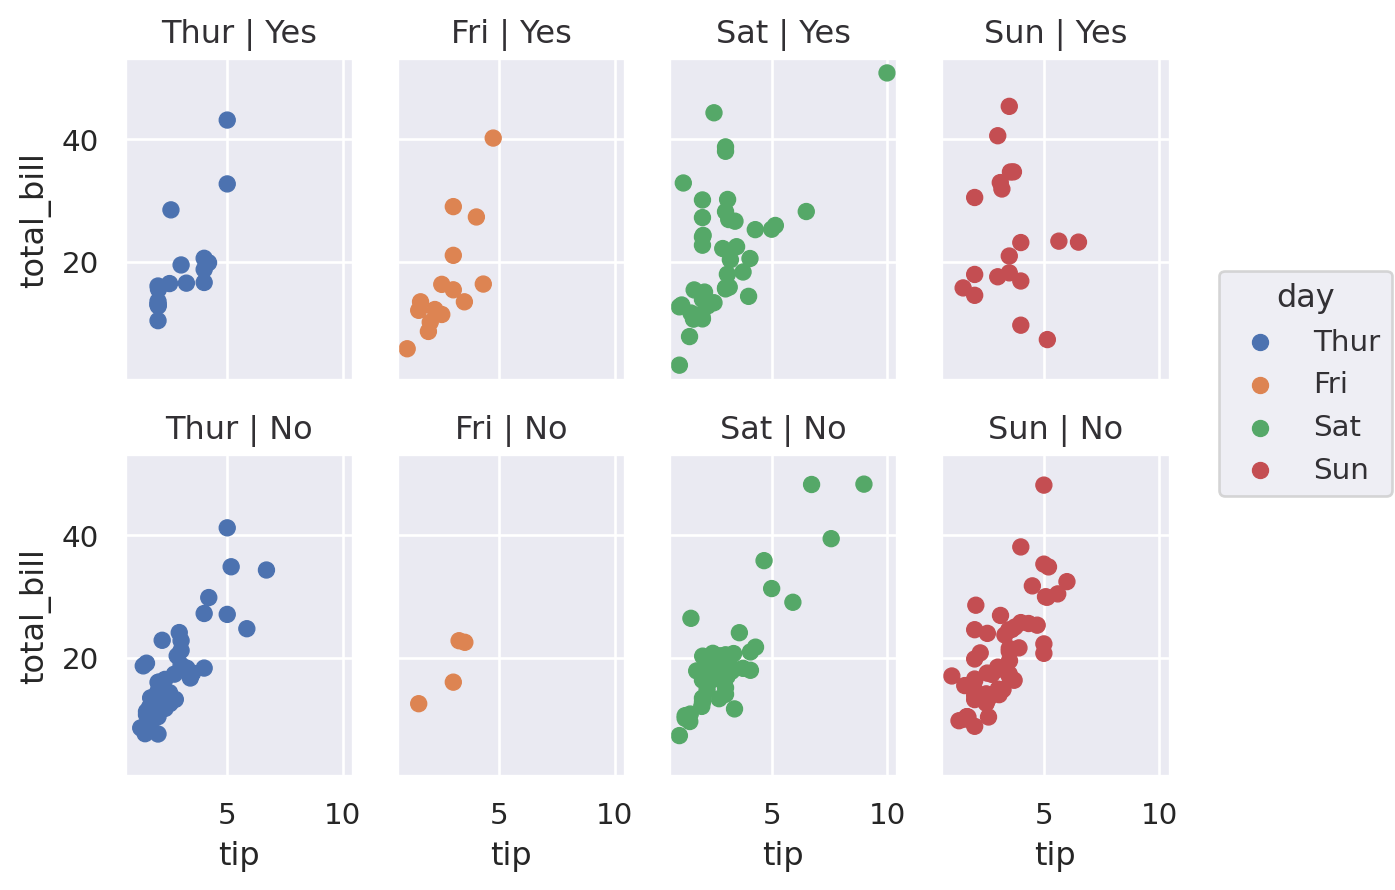 Thur | Yes
Fri | Yes
Sat | Yes
Sun | Yes
total_bill
40
20
day
Thur
Fri
Sat
Sun
Thur | No
Fri | No
Sat | No
Sun | No
total_bill
40
20
5 10
5 10
5 10
5 10
tip
tip
tip
tip